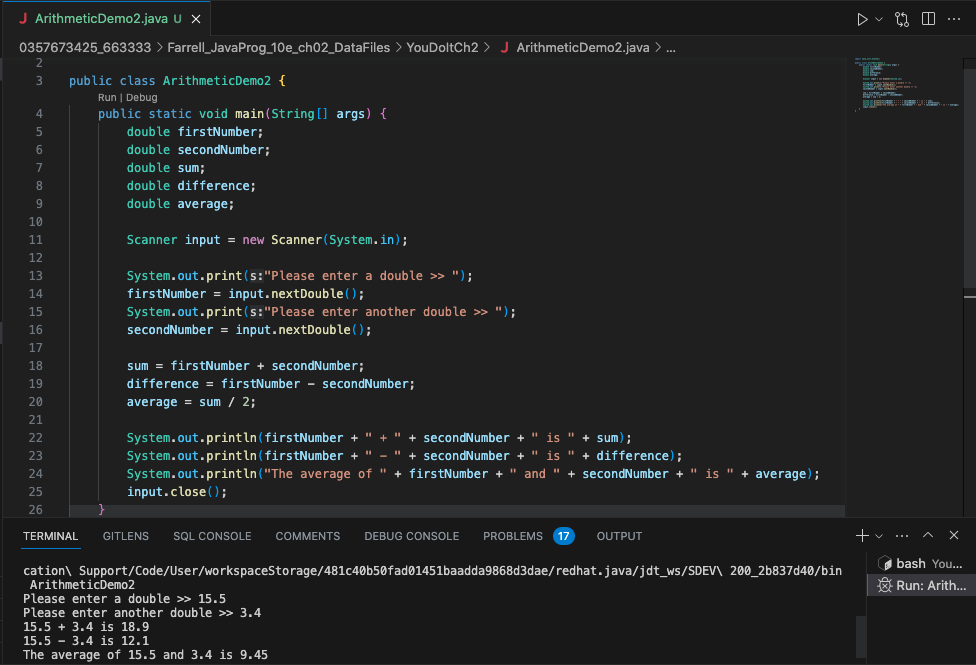 J ArithmeticDemo2.java U ×
0357673425_663333 > Farrell_JavaProg_10e_ch02_DataFiles > YouDoItCh2 > J ArithmeticDemo2.java > ...
2
3 public class ArithmeticDemo2 {
Run | Debug
4 public static void main(String[] args) {
5 double firstNumber;
6 double secondNumber;
7 double sum;
8 double difference;
9 double average;
10
11 Scanner input = new Scanner(System.in);
12
13 System.out.print(s:"Please enter a double >> ");
14 firstNumber = input.nextDouble();
15 System.out.print(s:"Please enter another double >> ");
16 secondNumber = input.nextDouble();
17
18 sum = firstNumber + secondNumber;
19 difference = firstNumber - secondNumber;
20 average = sum / 2;
21
22 System.out.println(firstNumber + " + " + secondNumber + " is " + sum);
23 System.out.println(firstNumber + " - " + secondNumber + " is " + difference);
24 System.out.println("The average of " + firstNumber + " and " + secondNumber + " is " + average);
25 input.close();
26 }
TERMINAL GITLENS SQL CONSOLE COMMENTS DEBUG CONSOLE PROBLEMS 17 OUTPUT
cation\ Support/Code/User/workspaceStorage/481c40b50fad01451baadda9868d3dae/redhat.java/jdt_ws/SDEV\ 200_2b837d40/bin
ArithmeticDemo2
Please enter a double >> 15.5
Please enter another double >> 3.4
15.5 + 3.4 is 18.9
15.5 - 3.4 is 12.1
The average of 15.5 and 3.4 is 9.45
bash You...
Run: Arith...